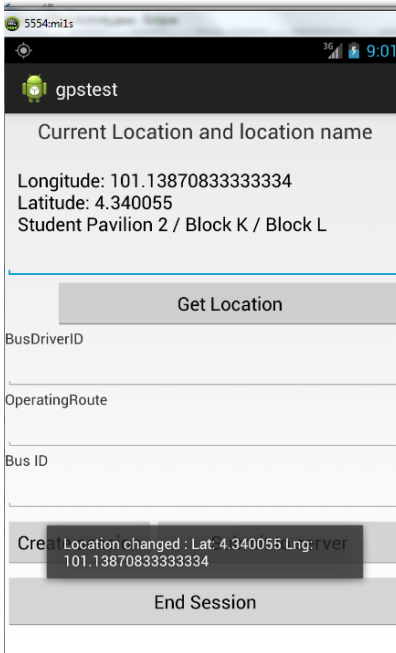 5554:mi1s
3G 9:01
gpstest
Current Location and location name
Longitude: 101.13870833333334
Latitude: 4.340055
Student Pavilion 2 / Block K / Block L
Get Location
BusDriverID
OperatingRoute
Bus ID
Location changed : Lat: 4.340055 Lng:
101.13870833333334
End Session